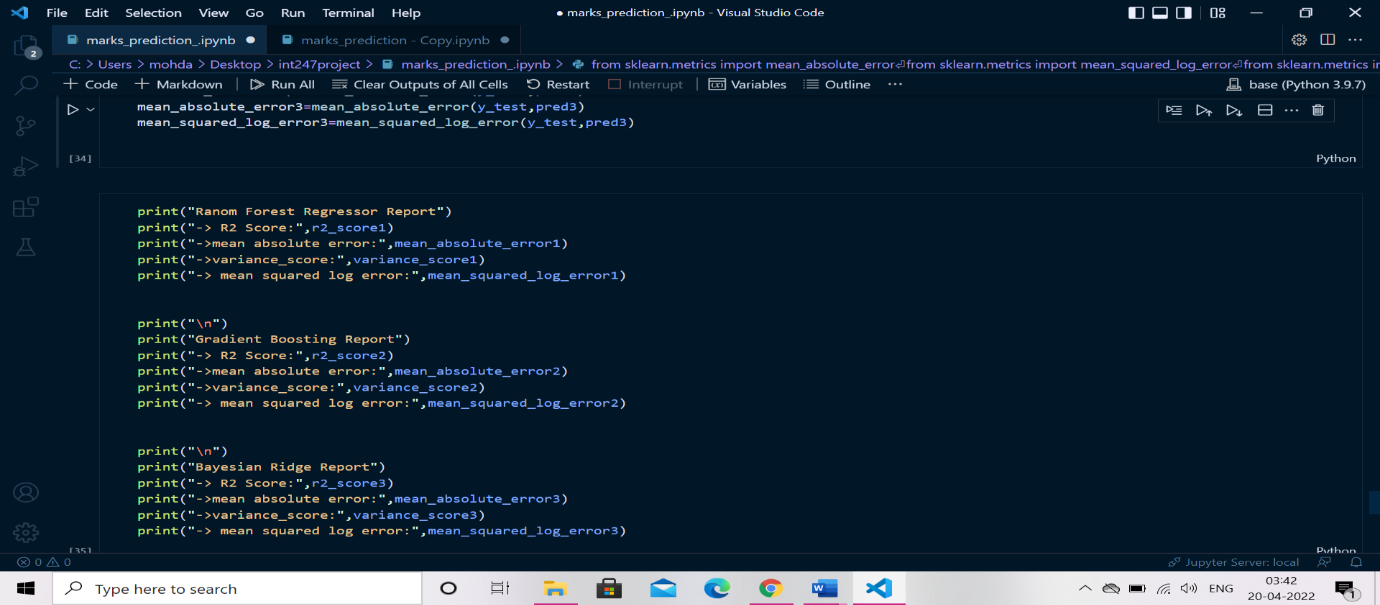 File Edit Selection View Go Run Terminal Help
● marks_prediction_.ipynb - Visual Studio Code
marks_prediction_.ipynb ● marks_prediction - Copy.ipynb ●
C: > Users > mohda > Desktop > int247project > marks_prediction_.ipynb > from sklearn.metrics import mean_absolute_error⏎from sklearn.metrics import mean_squared_log_error⏎from sklearn.metrics
+ Code + Markdown | Run All Clear Outputs of All Cells Restart Interrupt | Variables Outline ...
base (Python 3.9.7)
2
mean_absolute_error3=mean_absolute_error(y_test,pred3)
mean_squared_log_error3=mean_squared_log_error(y_test,pred3)
[34]
Python
print("Ranom Forest Regressor Report")
print("-> R2 Score:",r2_score1)
print("->mean absolute error:",mean_absolute_error1)
print("->variance_score:",variance_score1)
print("-> mean squared log error:",mean_squared_log_error1)
print("\n")
print("Gradient Boosting Report")
print("-> R2 Score:",r2_score2)
print("->mean absolute error:",mean_absolute_error2)
print("->variance_score:",variance_score2)
print("-> mean squared log error:",mean_squared_log_error2)
print("\n")
print("Bayesian Ridge Report")
print("-> R2 Score:",r2_score3)
print("->mean absolute error:",mean_absolute_error3)
print("->variance_score:",variance_score3)
print("-> mean squared log error:",mean_squared_log_error3)
[35]
Python
0 0
Jupyter Server: local
Type here to search
ENG
03:42
20-04-2022
1